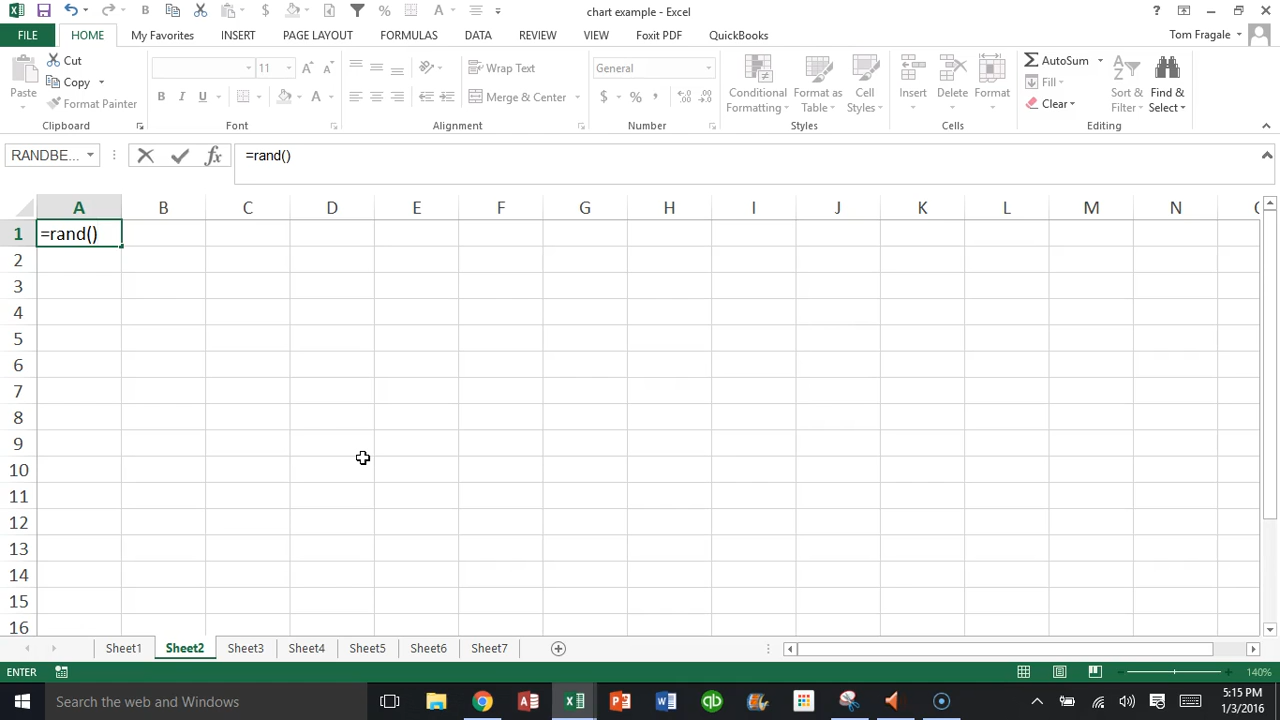 chart example - Excel
FILE HOME My Favorites INSERT PAGE LAYOUT FORMULAS DATA REVIEW VIEW Foxit PDF QuickBooks Tom Fragale
Paste
Cut
Copy
Format Painter
Clipboard
11
B I U
Font
Wrap Text
Merge & Center
Alignment
General
$ % ,
Number
Conditional Formatting
Format as Table
Cell Styles
Styles
Insert
Delete
Format
Cells
AutoSum
Fill
Clear
Sort & Filter
Find & Select
Editing
RANDBE... fx =rand()
A B C D E F G H I J K L M N
1 =rand()
2
3
4
5
6
7
8
9
10
11
12
13
14
15
16
Sheet1 Sheet2 Sheet3 Sheet4 Sheet5 Sheet6 Sheet7
ENTER 140%
Search the web and Windows
5:15 PM
1/3/2016